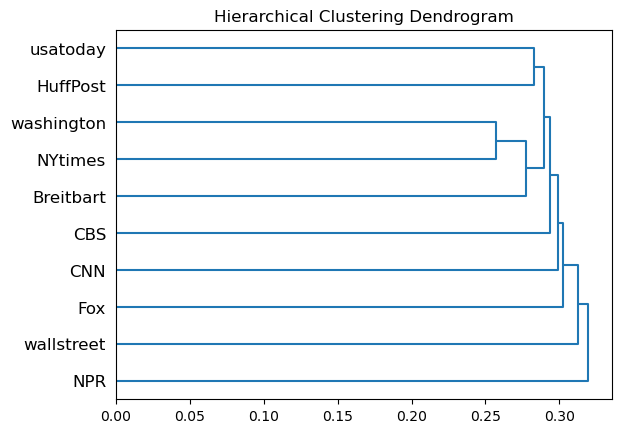 Hierarchical Clustering Dendrogram
usatoday
HuffPost
washington
NYtimes
Breitbart
CBS
CNN
Fox
wallstreet
NPR
0.00 0.05 0.10 0.15 0.20 0.25 0.30